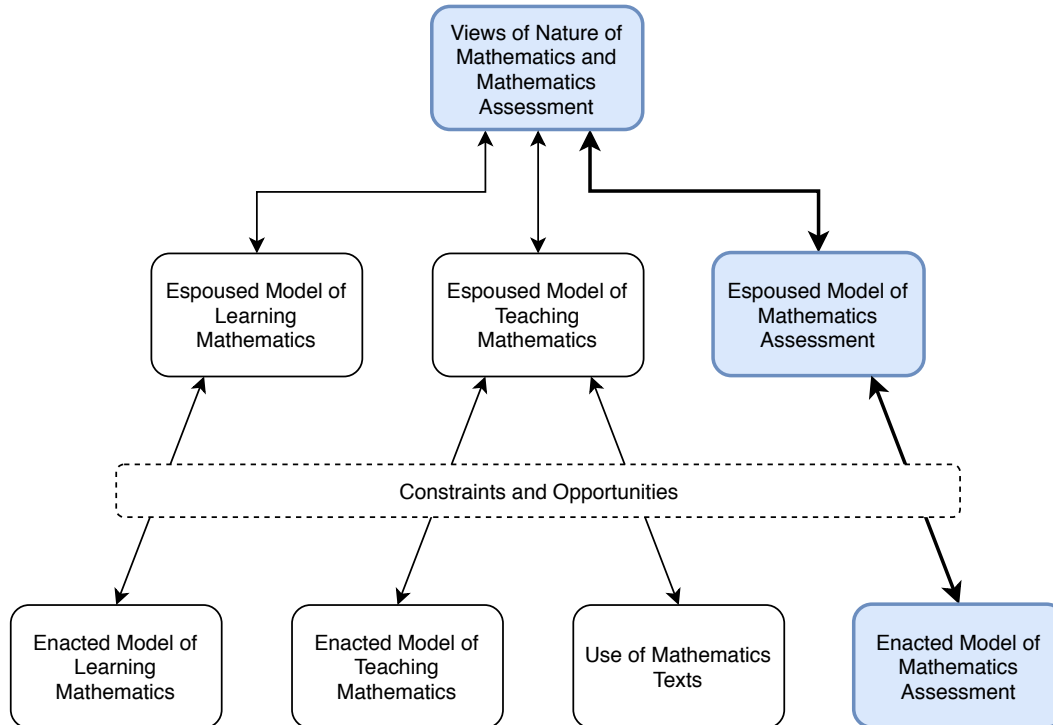 Views of Nature of
Mathematics and
Mathematics
Assessment
Espoused Model of
Learning
Mathematics
Espoused Model of
Teaching
Mathematics
Espoused Model of
Mathematics
Assessment
Constraints and Opportunities
Enacted Model of
Learning
Mathematics
Enacted Model of
Teaching
Mathematics
Use of Mathematics
Texts
Enacted Model of
Mathematics
Assessment